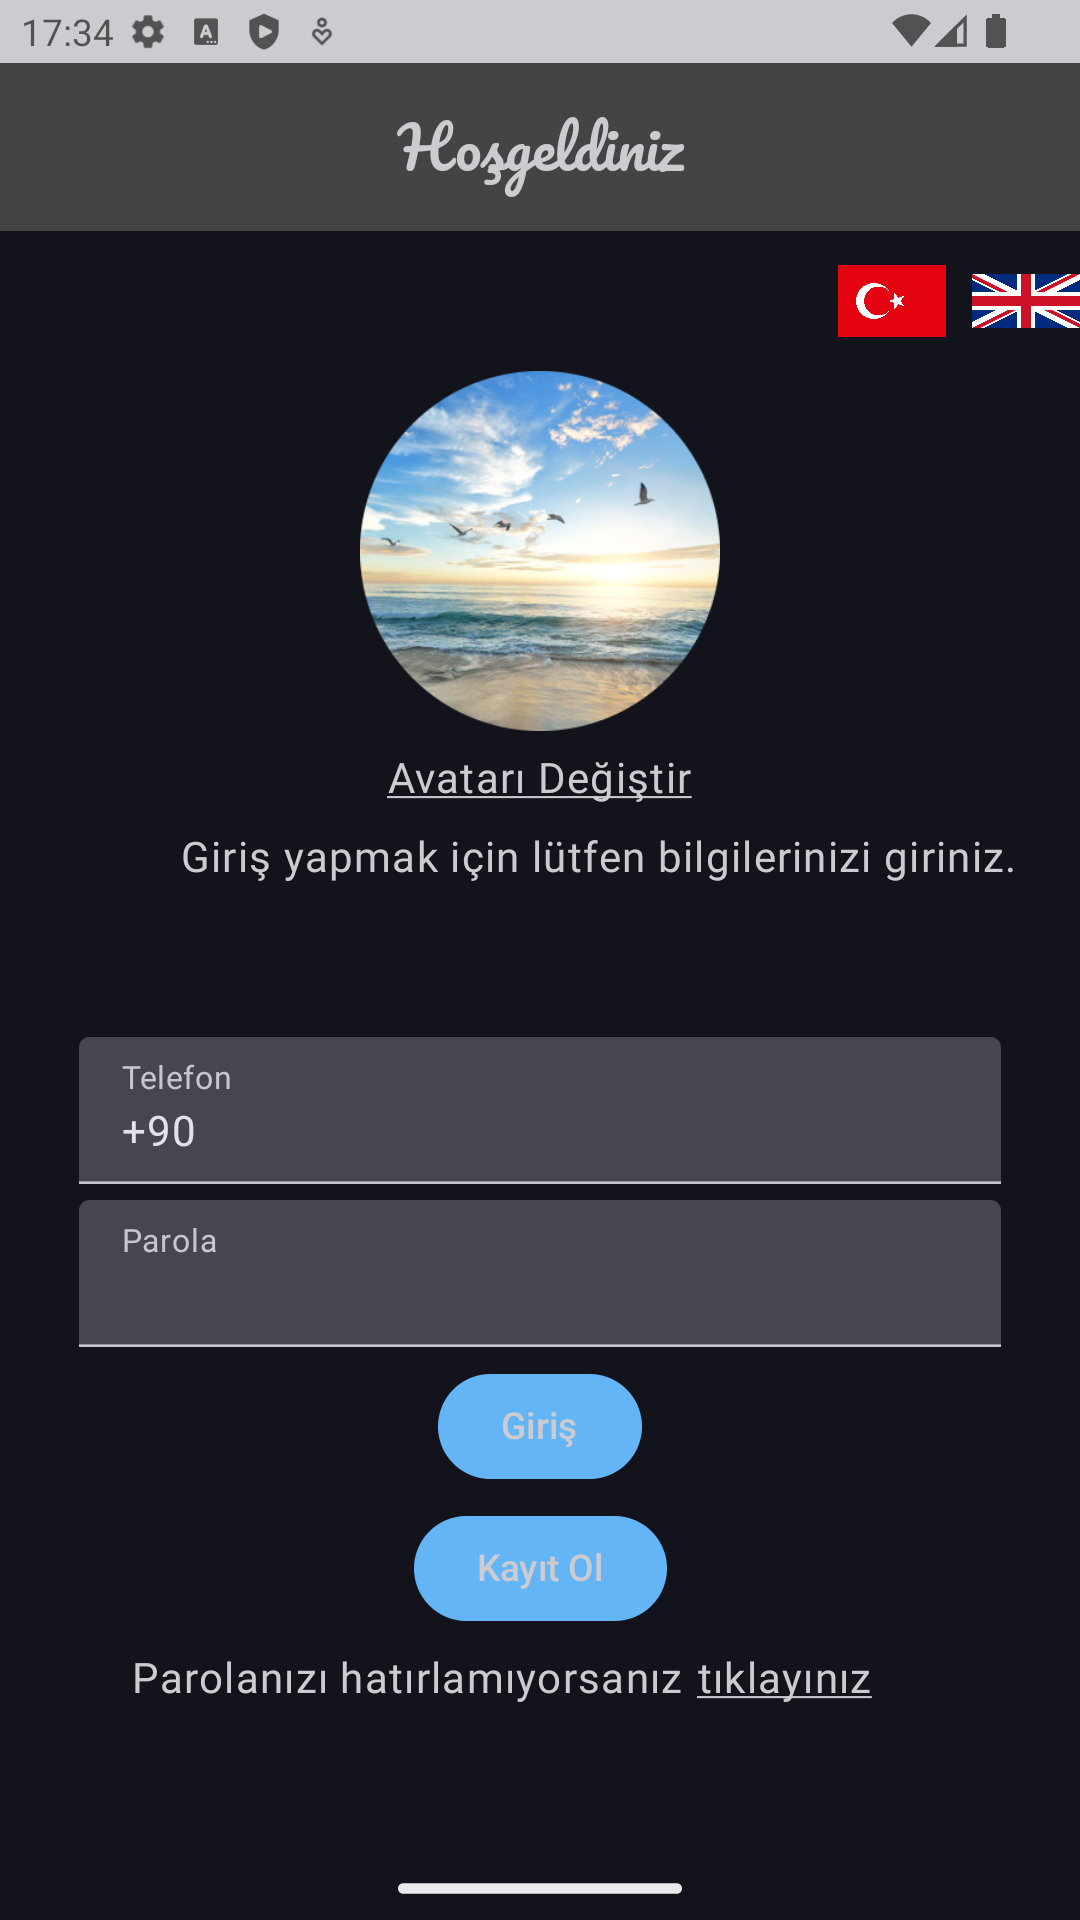 17:34
Hoşgeldiniz
Avatarı Değiştir
Giriş yapmak için lütfen bilgilerinizi giriniz.
Telefon
+90
Parola
Giriş
Kayıt Ol
Parolanızı hatırlamıyorsanız tıklayınız